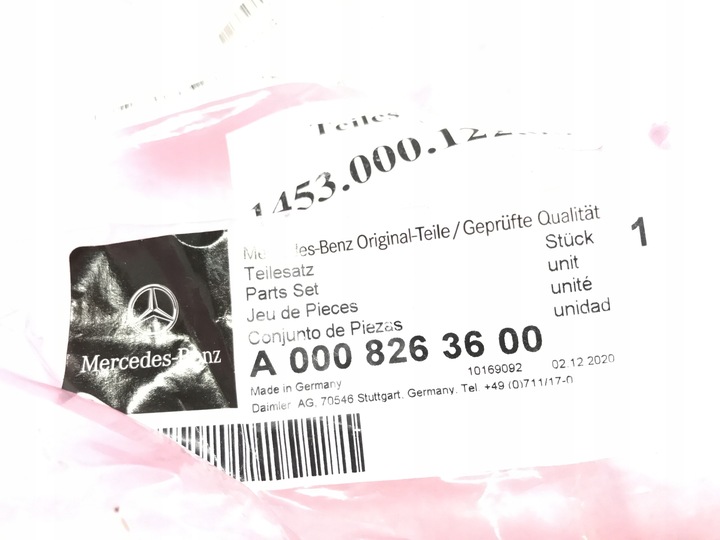 Teiles
1453.000.122
Mercedes-Benz Original-Teile / Geprüfte Qualität
Teilesatz Stück 1
Parts Set unit
Jeu de Pieces unité
Conjunto de Piezas unidad
A 000 826 36 00
10169092 02.12.2020
Made in Germany
Daimler AG, 70546 Stuttgart, Germany, Tel. +49 (0)711/17-0
Mercedes-Benz